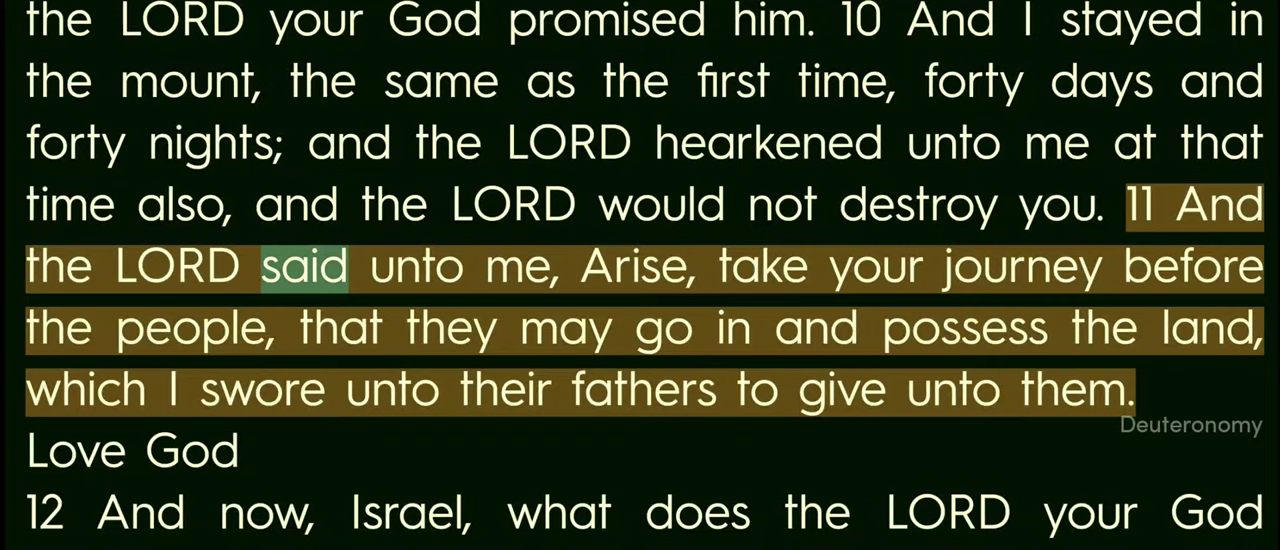 the LORD your God promised him. 10 And I stayed in
the mount, the same as the first time, forty days and
forty nights; and the LORD hearkened unto me at that
time also, and the LORD would not destroy you. 11 And
the LORD said unto me, Arise, take your journey before
the people, that they may go in and possess the land,
which I swore unto their fathers to give unto them.
Deuteronomy
Love God
12 And now, Israel, what does the LORD your God